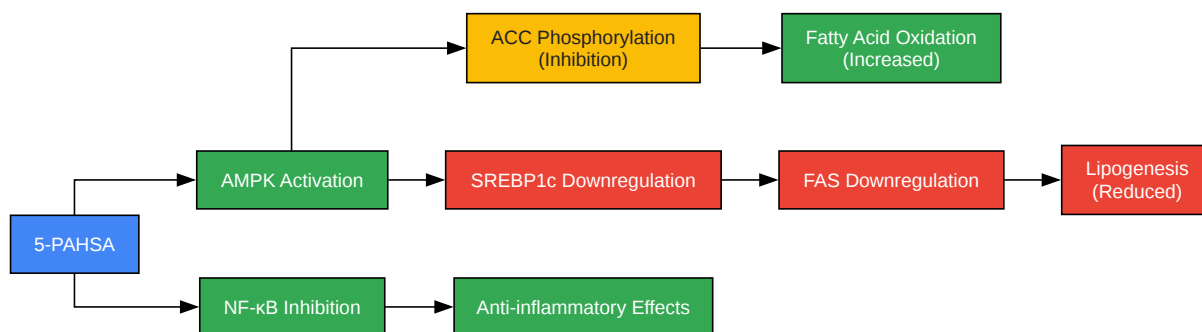 ACC Phosphorylation
(Inhibition)
Fatty Acid Oxidation
(Increased)
AMPK Activation
SREBP1c Downregulation
FAS Downregulation
Lipogenesis
(Reduced)
5-PAHSA
NF-κB Inhibition
Anti-inflammatory Effects